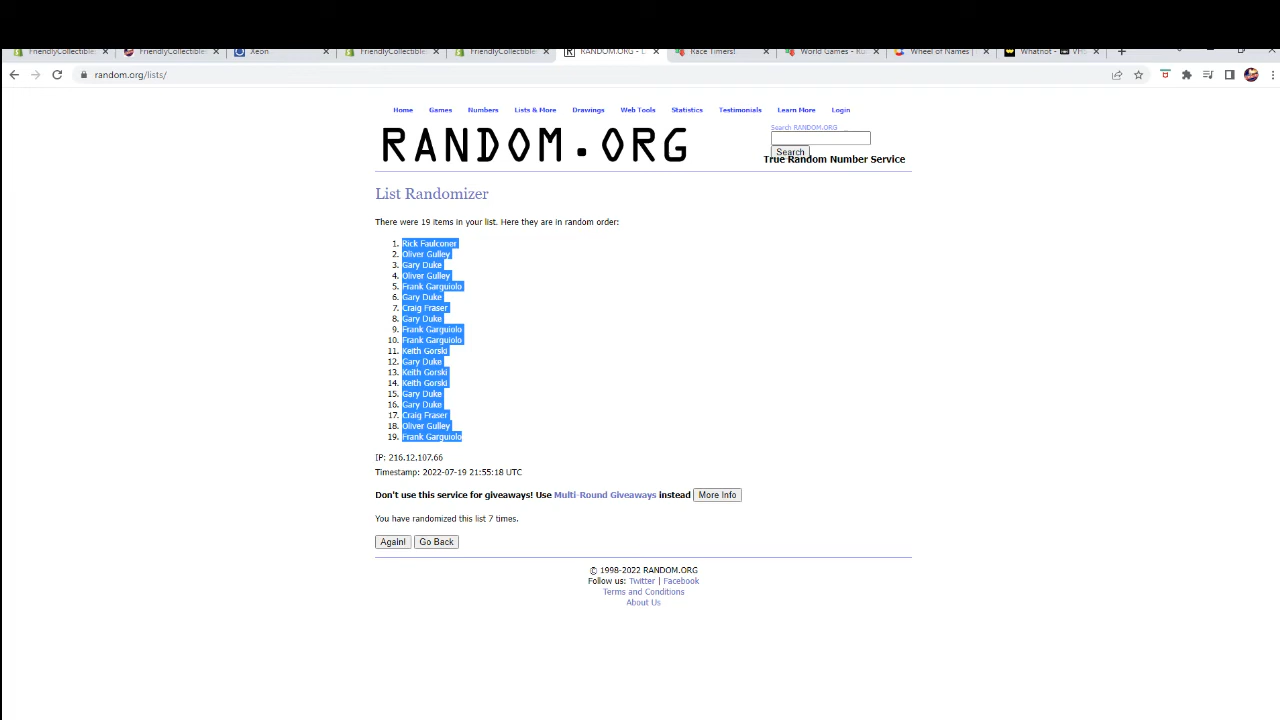 FriendlyCollectibles × FriendlyCollectibles × Xeon × FriendlyCollectibles × FriendlyCollectibles × RANDOM.ORG - L × Race Timers! × World Games - Ru × Wheel of Names | × Whatnot - VHS ×
random.org/lists/
Home Games Numbers Lists & More Drawings Web Tools Statistics Testimonials Learn More Login
Search RANDOM.ORG
RANDOM.ORG
Search
True Random Number Service
List Randomizer
There were 19 items in your list. Here they are in random order:
1. Rick Faulconer
2. Oliver Gulley
3. Gary Duke
4. Oliver Gulley
5. Frank Garguiolo
6. Gary Duke
7. Craig Fraser
8. Gary Duke
9. Frank Garguiolo
10. Frank Garguiolo
11. Keith Gorski
12. Gary Duke
13. Keith Gorski
14. Keith Gorski
15. Gary Duke
16. Gary Duke
17. Craig Fraser
18. Oliver Gulley
19. Frank Garguiolo
IP: 216.12.107.66
Timestamp: 2022-07-19 21:55:18 UTC
Don't use this service for giveaways! Use Multi-Round Giveaways instead More Info
You have randomized this list 7 times.
Again! Go Back
© 1998-2022 RANDOM.ORG
Follow us: Twitter | Facebook
Terms and Conditions
About Us